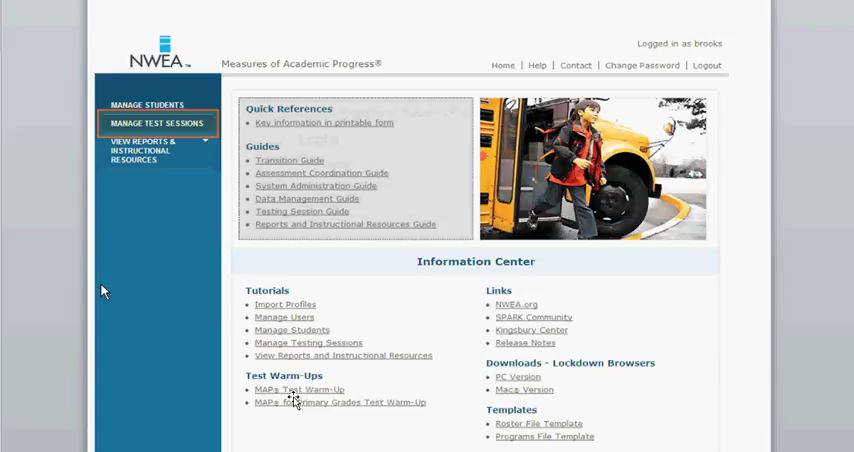 Logged in as brooks
NWEA™
Measures of Academic Progress®
Home | Help | Contact | Change Password | Logout
MANAGE STUDENTS
MANAGE TEST SESSIONS
VIEW REPORTS &
INSTRUCTIONAL
RESOURCES
Quick References
Key information in printable form
Guides
Transition Guide
Assessment Coordination Guide
System Administration Guide
Data Management Guide
Testing Session Guide
Reports and Instructional Resources Guide
Information Center
Tutorials
Import Profiles
Manage Users
Manage Students
Manage Testing Sessions
View Reports and Instructional Resources
Test Warm-Ups
MAP® Test Warm-Up
MAP® for Primary Grades Test Warm-Up
Links
NWEA.org
SPARK Community
Kingsbury Center
Release Notes
Downloads - Lockdown Browsers
PC Version
Mac® Version
Templates
Roster File Template
Programs File Template